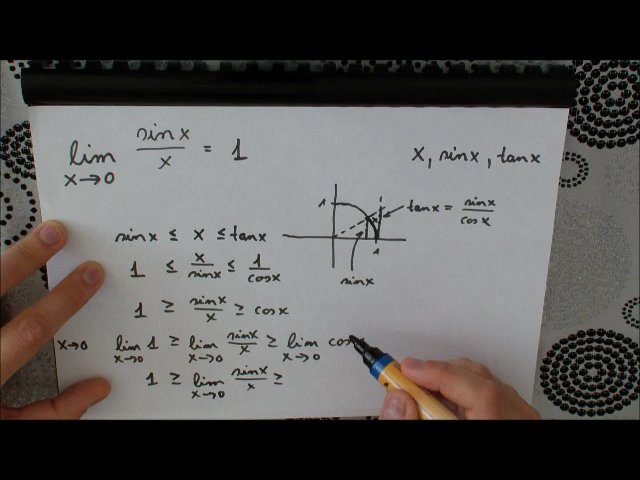 lim x→0 sinx/x = 1
x, sinx, tanx
1
tanx = sinx/cosx
1
sinx
sinx ≤ x ≤ tanx
1 ≤ x/sinx ≤ 1/cosx
1 ≥ sinx/x ≥ cosx
x→0 lim x→0 1 ≥ lim x→0 sinx/x ≥ lim x→0 cos
1 ≥ lim x→0 sinx/x ≥